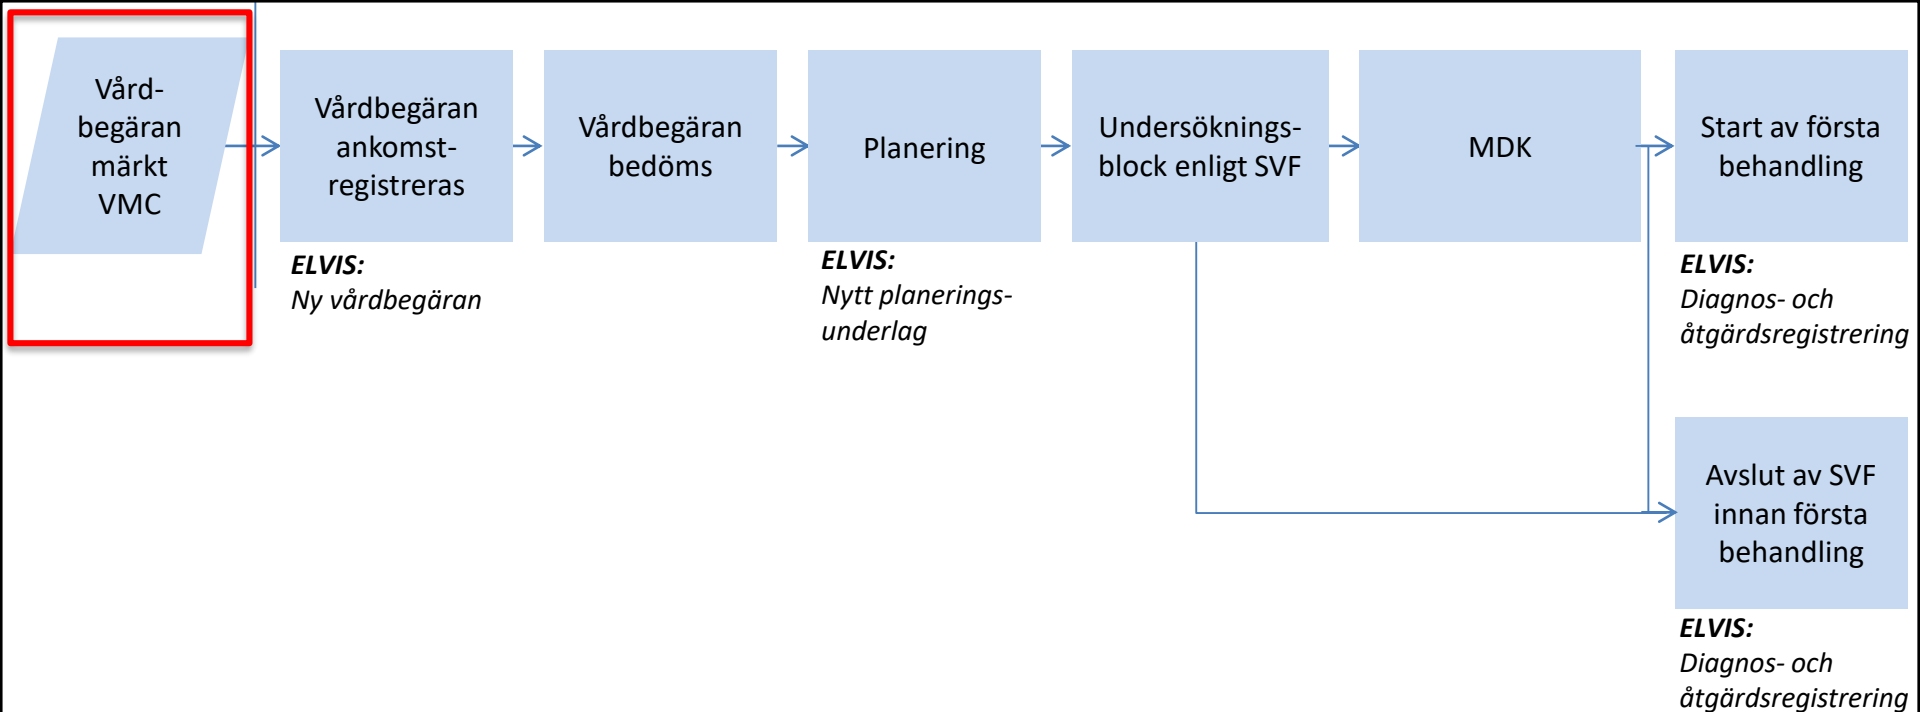 Vård-
begäran
märkt
VMC
Vårdbegäran
ankomst-
registreras
ELVIS:
Ny vårdbegäran
Vårdbegäran
bedöms
Planering
ELVIS:
Nytt planerings-
underlag
Undersöknings-
block enligt SVF
MDK
Start av första
behandling
ELVIS:
Diagnos- och
åtgärdsregistrering
Avslut av SVF
innan första
behandling
ELVIS:
Diagnos- och
åtgärdsregistrering